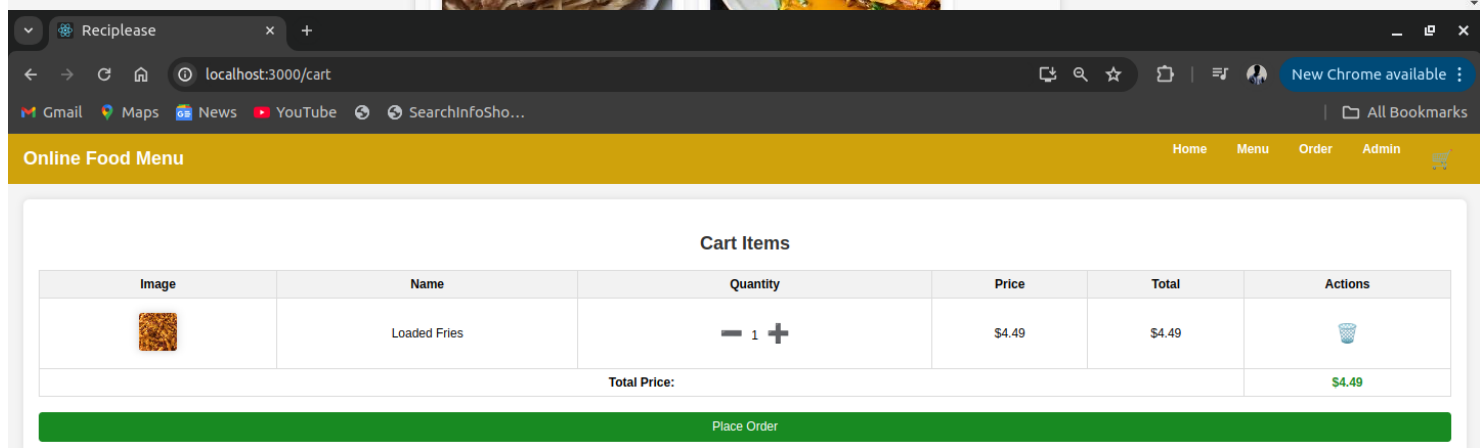 Reciplease
localhost:3000/cart
New Chrome available
Gmail Maps News YouTube SearchInfoSho... All Bookmarks
Online Food Menu Home Menu Order Admin
Cart Items
Image Name Quantity Price Total Actions
Loaded Fries 1 $4.49 $4.49
Total Price: $4.49
Place Order